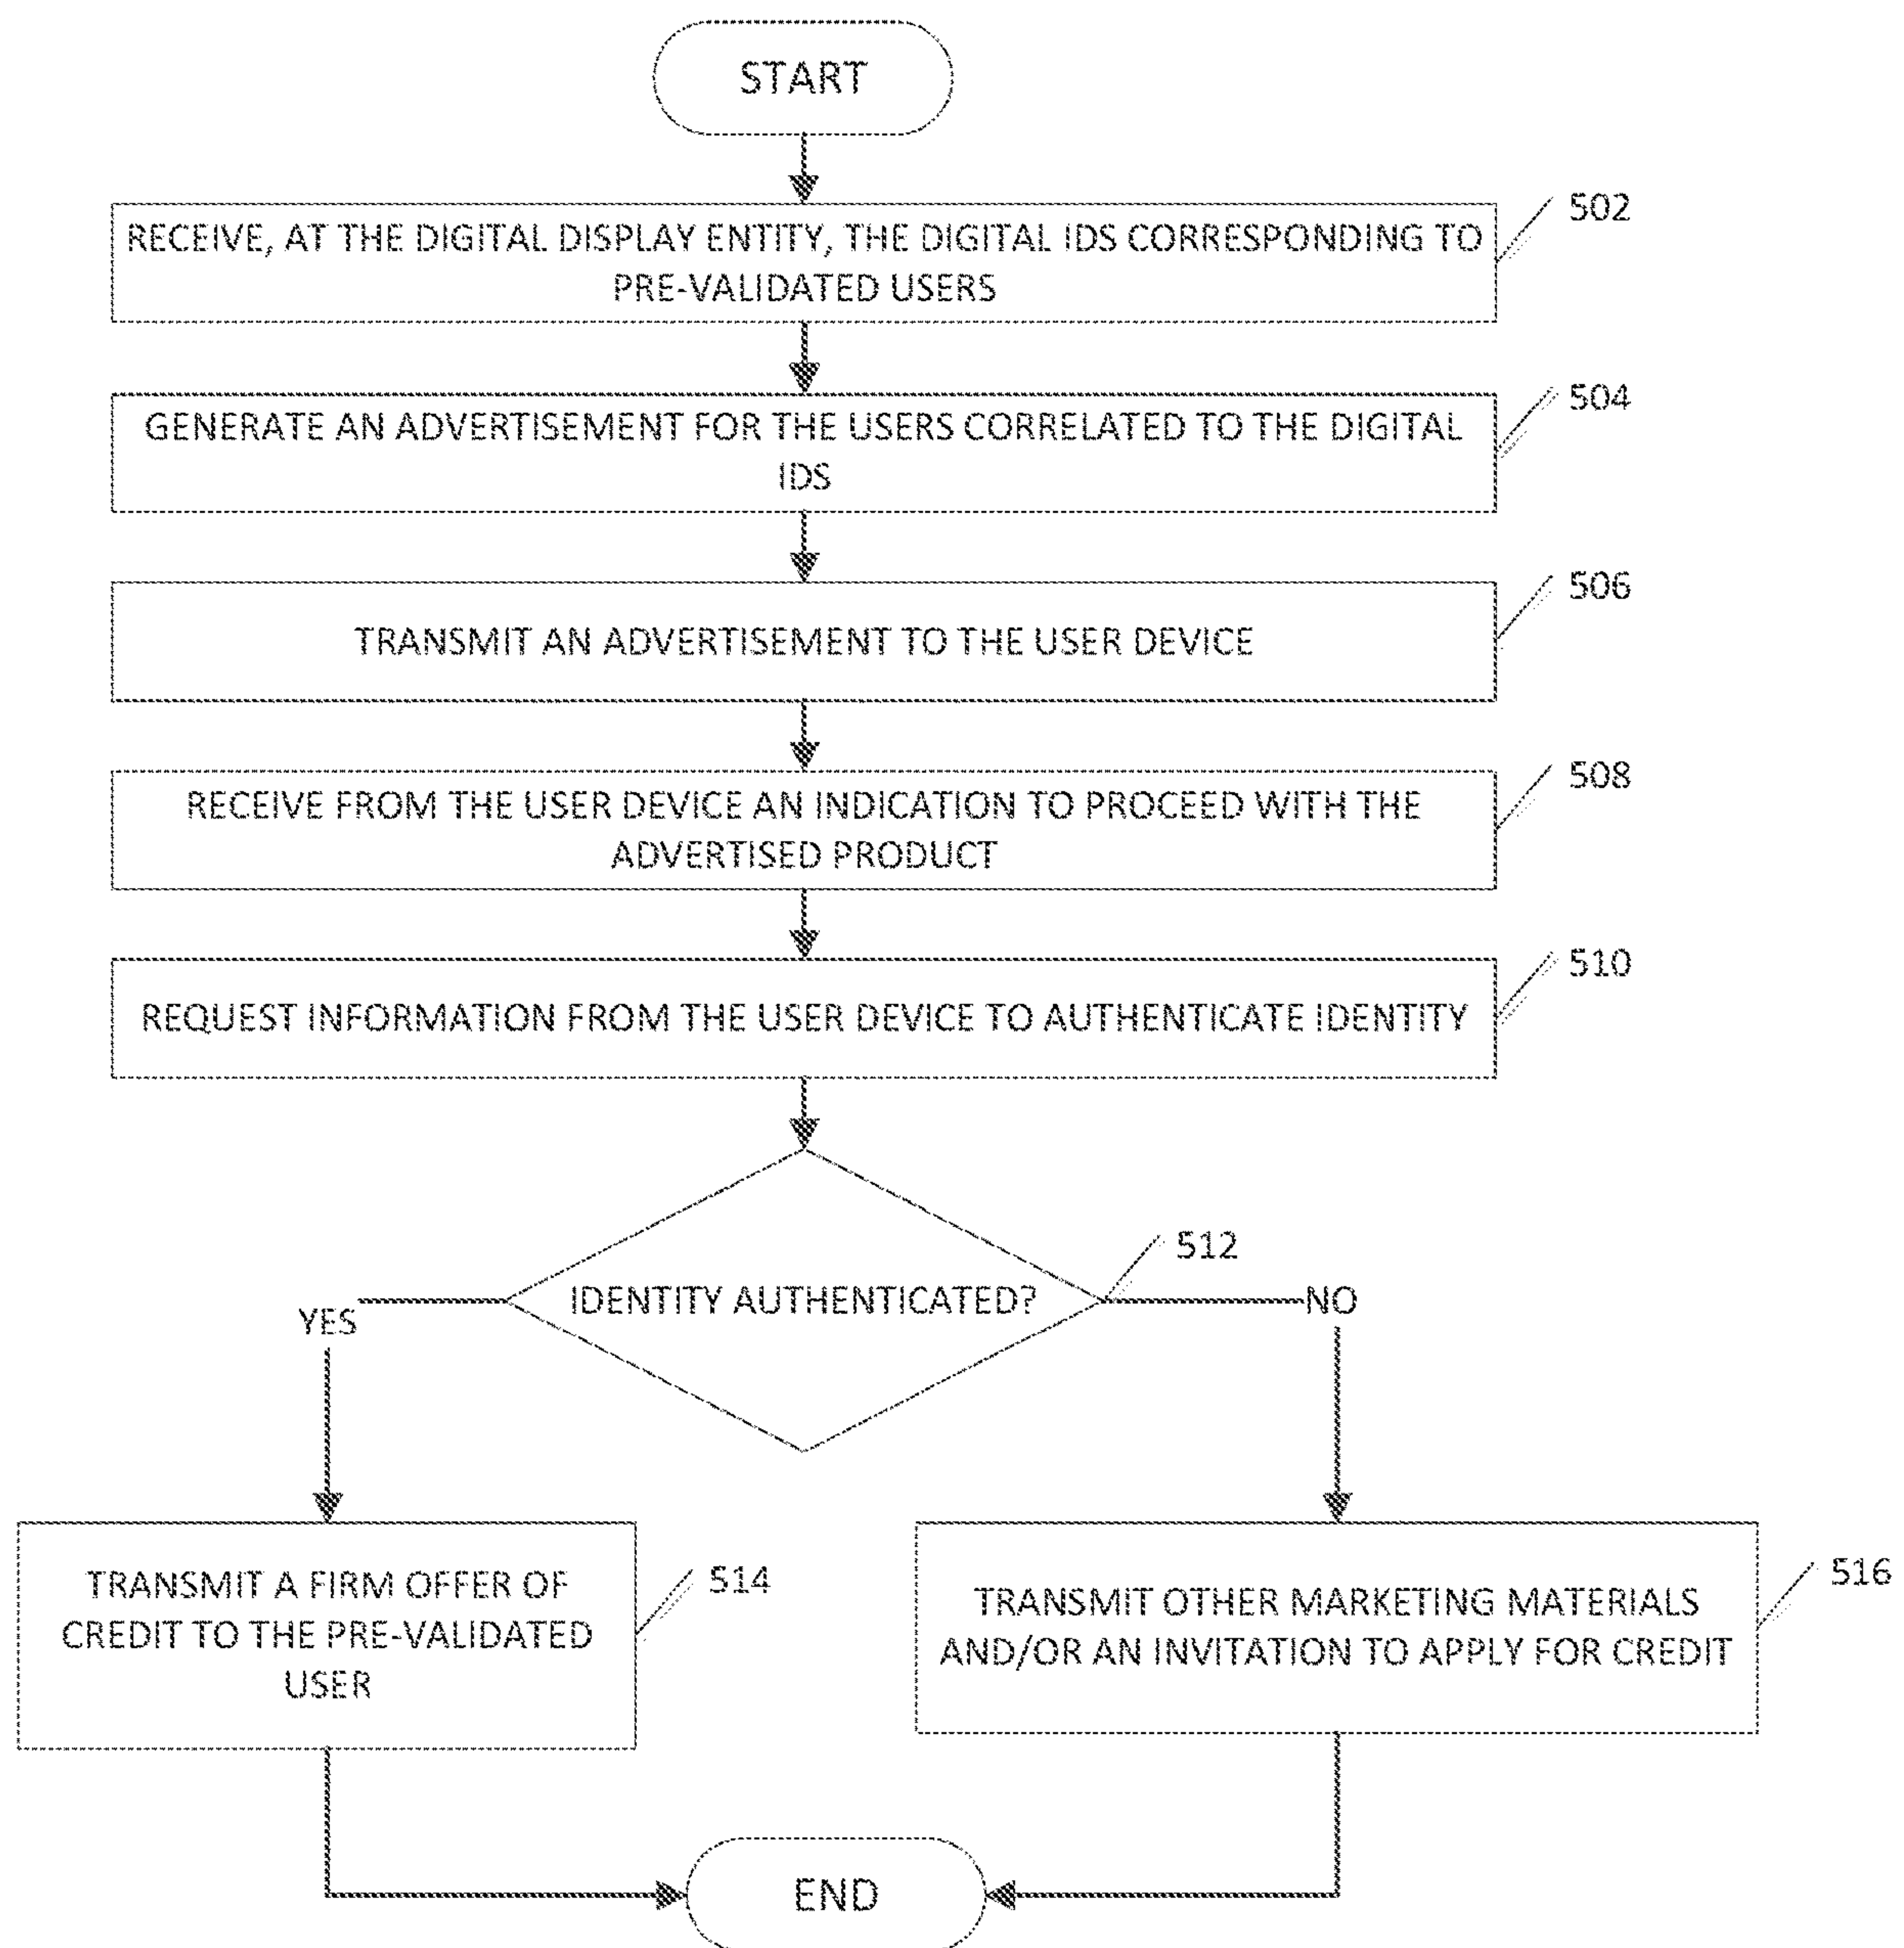 START
RECEIVE, AT THE DIGITAL DISPLAY ENTITY, THE DIGITAL IDS CORRESPONDING TO
PRE-VALIDATED USERS
502
GENERATE AN ADVERTISEMENT FOR THE USERS CORRELATED TO THE DIGITAL
IDS
504
TRANSMIT AN ADVERTISEMENT TO THE USER DEVICE
506
RECEIVE FROM THE USER DEVICE AN INDICATION TO PROCEED WITH THE
ADVERTISED PRODUCT
508
REQUEST INFORMATION FROM THE USER DEVICE TO AUTHENTICATE IDENTITY
510
IDENTITY AUTHENTICATED?
512
YES
NO
TRANSMIT A FIRM OFFER OF
CREDIT TO THE PRE-VALIDATED
USER
514
TRANSMIT OTHER MARKETING MATERIALS
AND/OR AN INVITATION TO APPLY FOR CREDIT
516
END